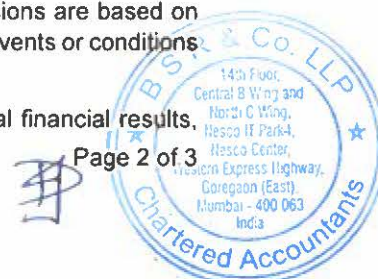 sions are based on
vents or conditions
al financial results,
Page 2 of 3
B S R & Co. LLP
14th Floor,
Central B Wing and
North C Wing,
Nesco IT Park4,
Nesco Center,
Western Express Highway,
Goregaon (East),
Mumbai - 400 063
India
Chartered Accountants